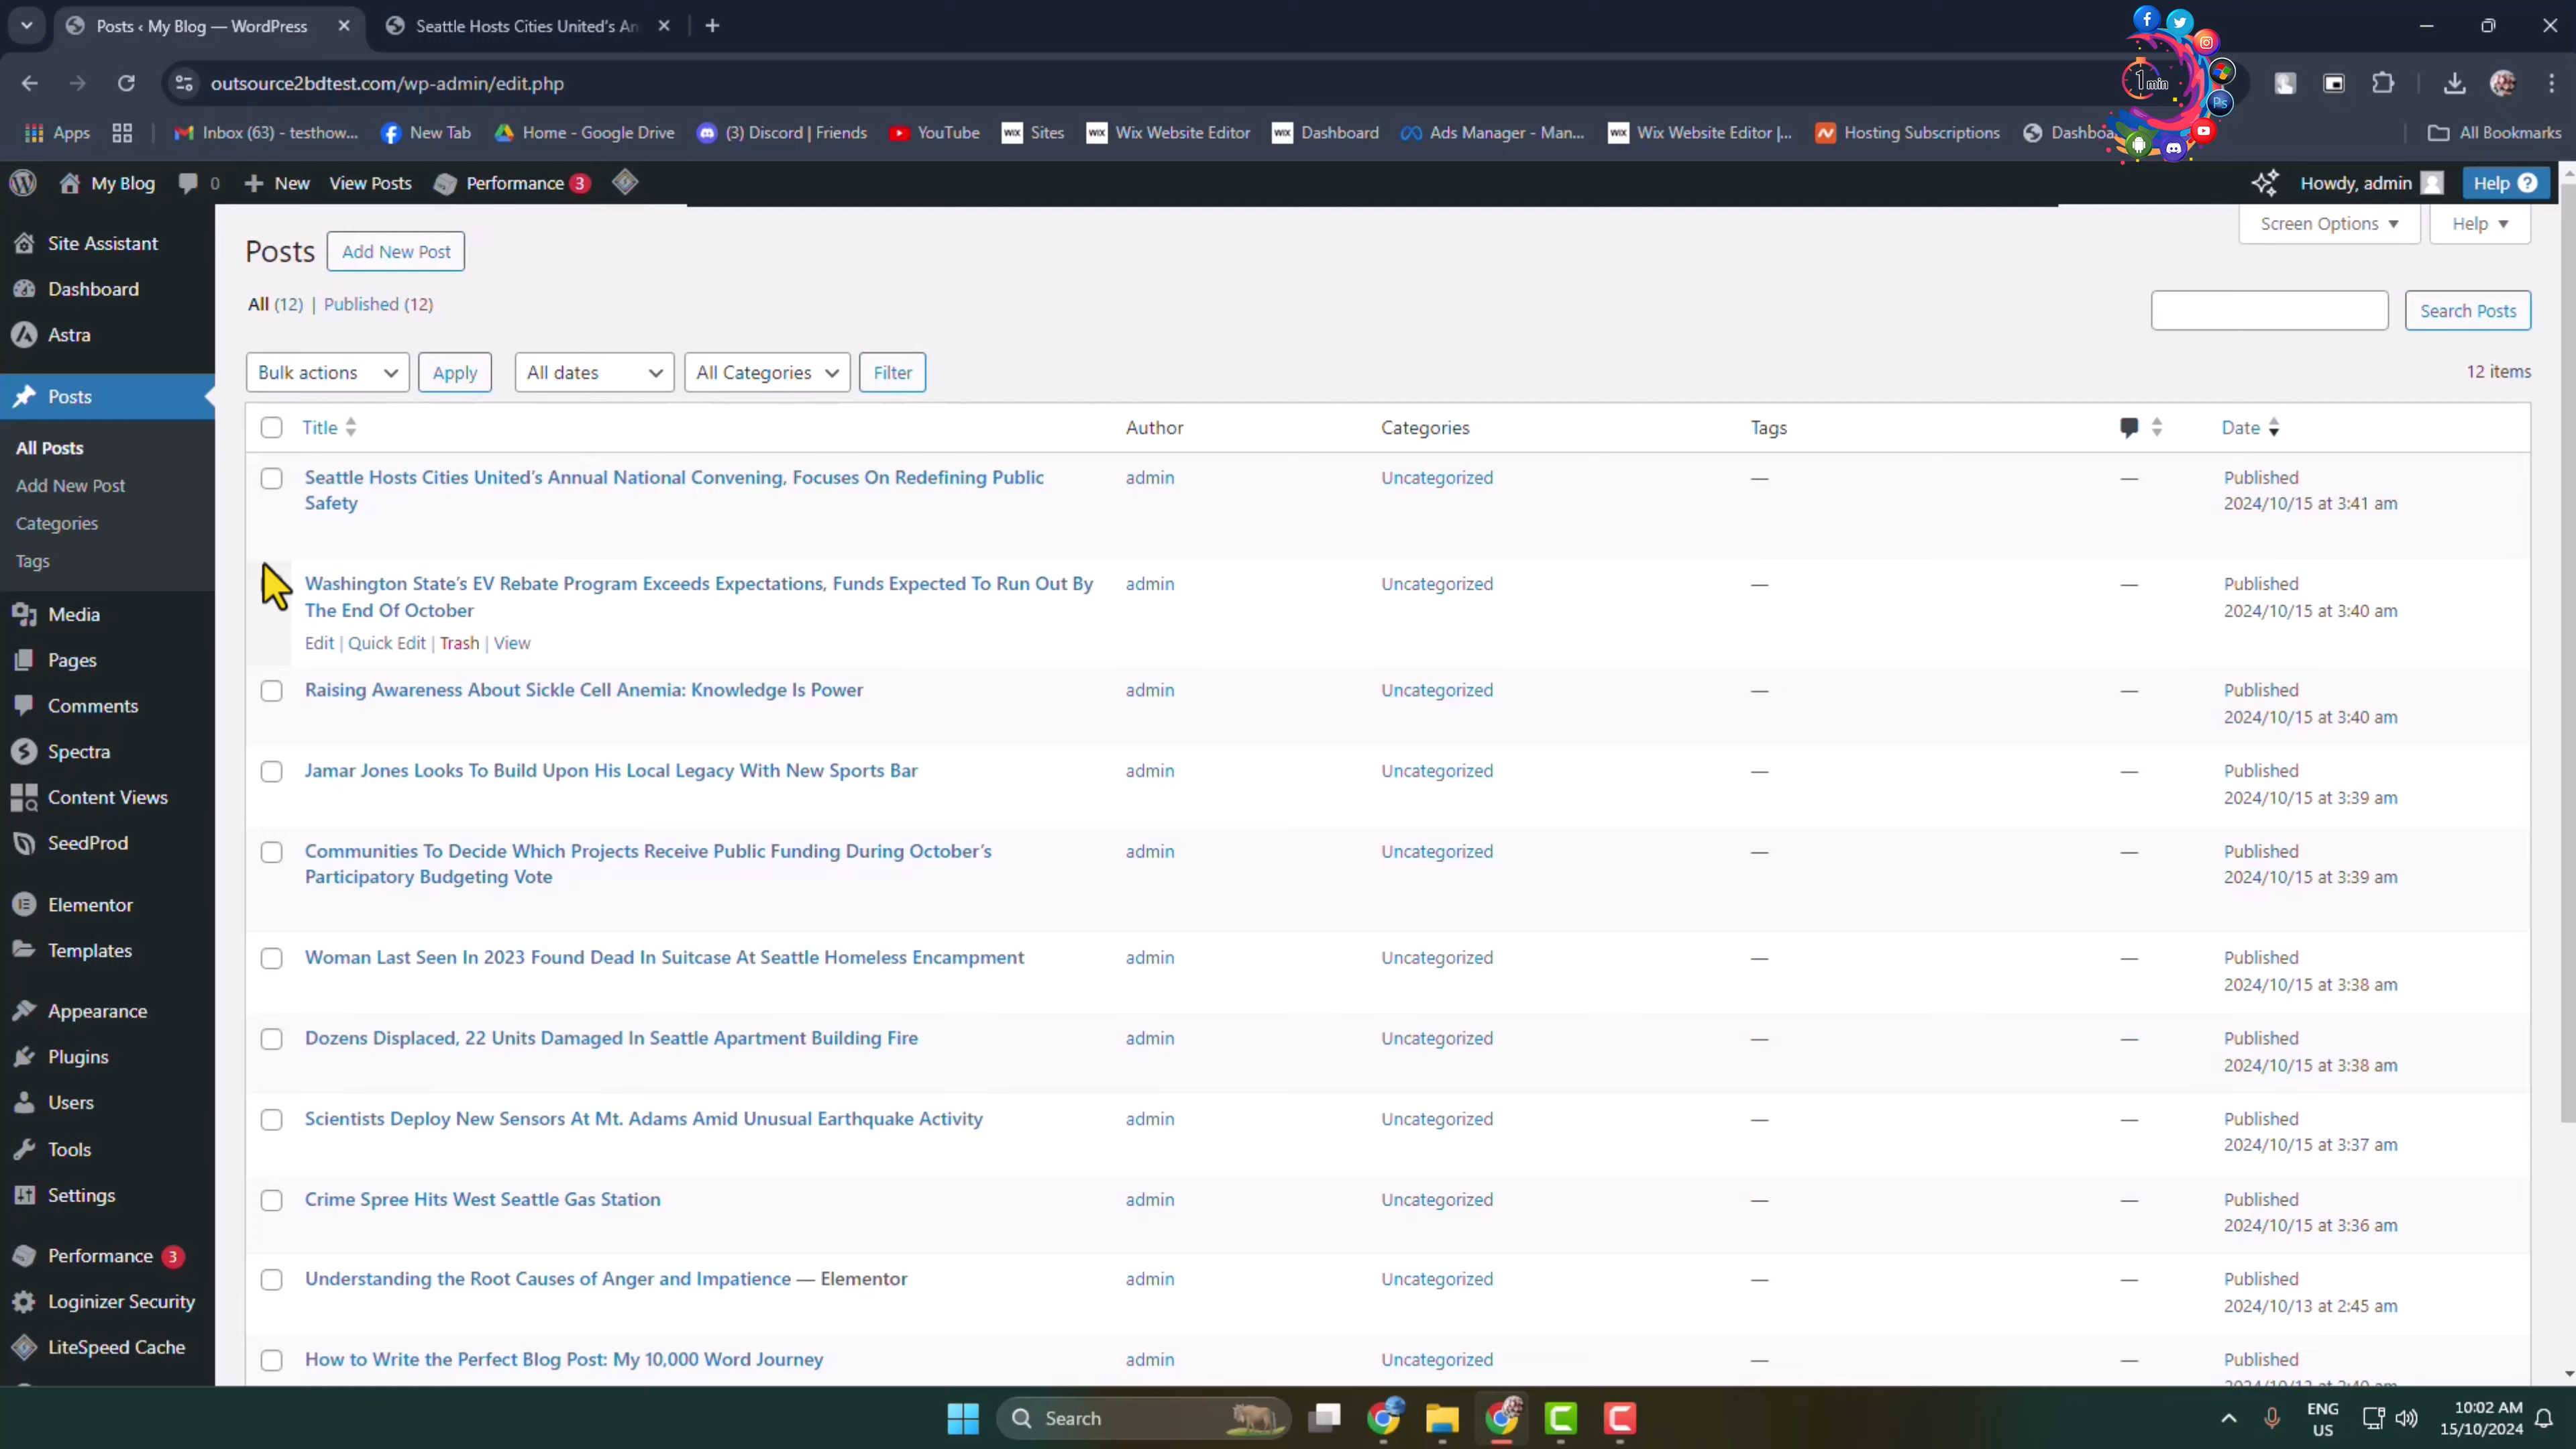 Posts ‹ My Blog — WordPress
Seattle Hosts Cities United's An
outsource2bdtest.com/wp-admin/edit.php
1 min
Ps
Apps
Inbox (63) - testhow...
New Tab
Home - Google Drive
(3) Discord | Friends
YouTube
WIX Sites
WIX Wix Website Editor
WIX Dashboard
Ads Manager - Man...
WIX Wix Website Editor |...
Hosting Subscriptions
All Bookmarks
My Blog
0
New
View Posts
Performance 3
Howdy, admin
Help ?
Site Assistant
Dashboard
Astra
Posts
All Posts
Add New Post
Categories
Tags
Media
Pages
Comments
Spectra
Content Views
SeedProd
Elementor
Templates
Appearance
Plugins
Users
Tools
Settings
Performance 3
Loginizer Security
LiteSpeed Cache
Screen Options
Help
Posts
Add New Post
All (12) | Published (12)
Search Posts
Bulk actions
Apply
All dates
All Categories
Filter
12 items
Title
Author
Categories
Tags
Date
Seattle Hosts Cities United's Annual National Convening, Focuses On Redefining Public
Safety
admin
Uncategorized
—
—
Published
2024/10/15 at 3:41 am
Washington State's EV Rebate Program Exceeds Expectations, Funds Expected To Run Out By
The End Of October
Edit | Quick Edit | Trash | View
admin
Uncategorized
—
—
Published
2024/10/15 at 3:40 am
Raising Awareness About Sickle Cell Anemia: Knowledge Is Power
admin
Uncategorized
—
—
Published
2024/10/15 at 3:40 am
Jamar Jones Looks To Build Upon His Local Legacy With New Sports Bar
admin
Uncategorized
—
—
Published
2024/10/15 at 3:39 am
Communities To Decide Which Projects Receive Public Funding During October's
Participatory Budgeting Vote
admin
Uncategorized
—
—
Published
2024/10/15 at 3:39 am
Woman Last Seen In 2023 Found Dead In Suitcase At Seattle Homeless Encampment
admin
Uncategorized
—
—
Published
2024/10/15 at 3:38 am
Dozens Displaced, 22 Units Damaged In Seattle Apartment Building Fire
admin
Uncategorized
—
—
Published
2024/10/15 at 3:38 am
Scientists Deploy New Sensors At Mt. Adams Amid Unusual Earthquake Activity
admin
Uncategorized
—
—
Published
2024/10/15 at 3:37 am
Crime Spree Hits West Seattle Gas Station
admin
Uncategorized
—
—
Published
2024/10/15 at 3:36 am
Understanding the Root Causes of Anger and Impatience — Elementor
admin
Uncategorized
—
—
Published
2024/10/13 at 2:45 am
How to Write the Perfect Blog Post: My 10,000 Word Journey
admin
Uncategorized
—
—
Published
Search
ENG
US
10:02 AM
15/10/2024